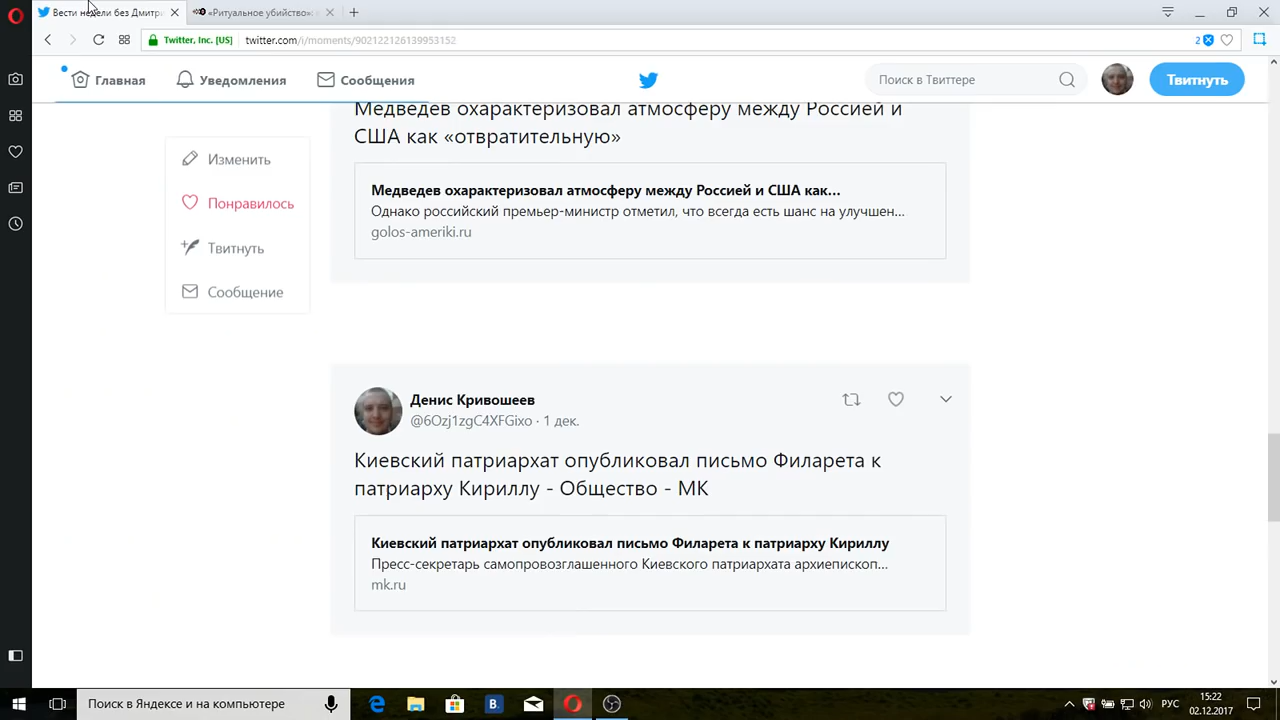 Вести недели без Дмитри
«Ритуальное убийство»:
Twitter, Inc. [US]
twitter.com/i/moments/902122126139953152
2
Главная
Уведомления
Сообщения
Поиск в Твиттере
Твитнуть
Медведев охарактеризовал атмосферу между Россией и
США как «отвратительную»
Изменить
Понравилось
Твитнуть
Сообщение
Медведев охарактеризовал атмосферу между Россией и США как...
Однако российский премьер-министр отметил, что всегда есть шанс на улучшен...
golos-ameriki.ru
Денис Кривошеев
@6Ozj1zgC4XFGixo · 1 дек.
Киевский патриархат опубликовал письмо Филарета к
патриарху Кириллу - Общество - МК
Киевский патриархат опубликовал письмо Филарета к патриарху Кириллу
Пресс-секретарь самопровозглашенного Киевского патриархата архиепископ...
mk.ru
Поиск в Яндексе и на компьютере
B.
РУС
15:22
02.12.2017